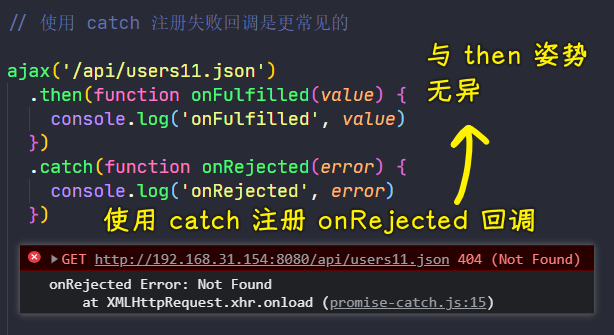 // 使用 catch 注册失败回调是更常见的
ajax('/api/users11.json')
.then(function onFulfilled(value) {
console.log('onFulfilled', value)
})
.catch(function onRejected(error) {
console.log('onRejected', error)
})
与 then 姿势
无异
使用 catch 注册 onRejected 回调
GET http://192.168.31.154:8080/api/users11.json 404 (Not Found)
onRejected Error: Not Found
at XMLHttpRequest.xhr.onload (promise-catch.js:15)